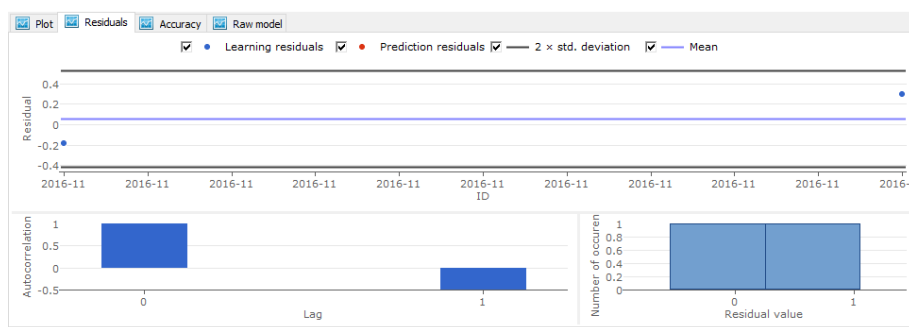 Plot Residuals Accuracy Raw model
Learning residuals Prediction residuals 2 × std. deviation Mean
Residual
0.4
0.2
0
-0.2
-0.4
2016-11 2016-11 2016-11 2016-11 2016-11 2016-11 2016-11 2016-11 2016-11 2016-11 2016-
ID
Autocorrelation
1
0.5
0
-0.5
0 1
Lag
Number of occuren
1
0.8
0.6
0.4
0.2
0
0 1
Residual value